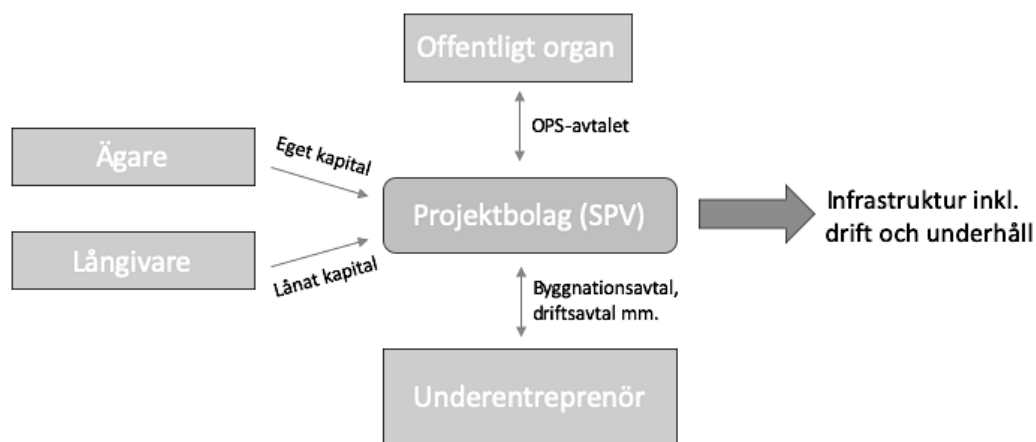 Offentligt organ
OPS-avtalet
Ägare
Eget kapital
Projektbolag (SPV)
Infrastruktur inkl.
drift och underhåll
Långivare
Lånat kapital
Byggnationsavtal,
driftsavtal mm.
Underentreprenör